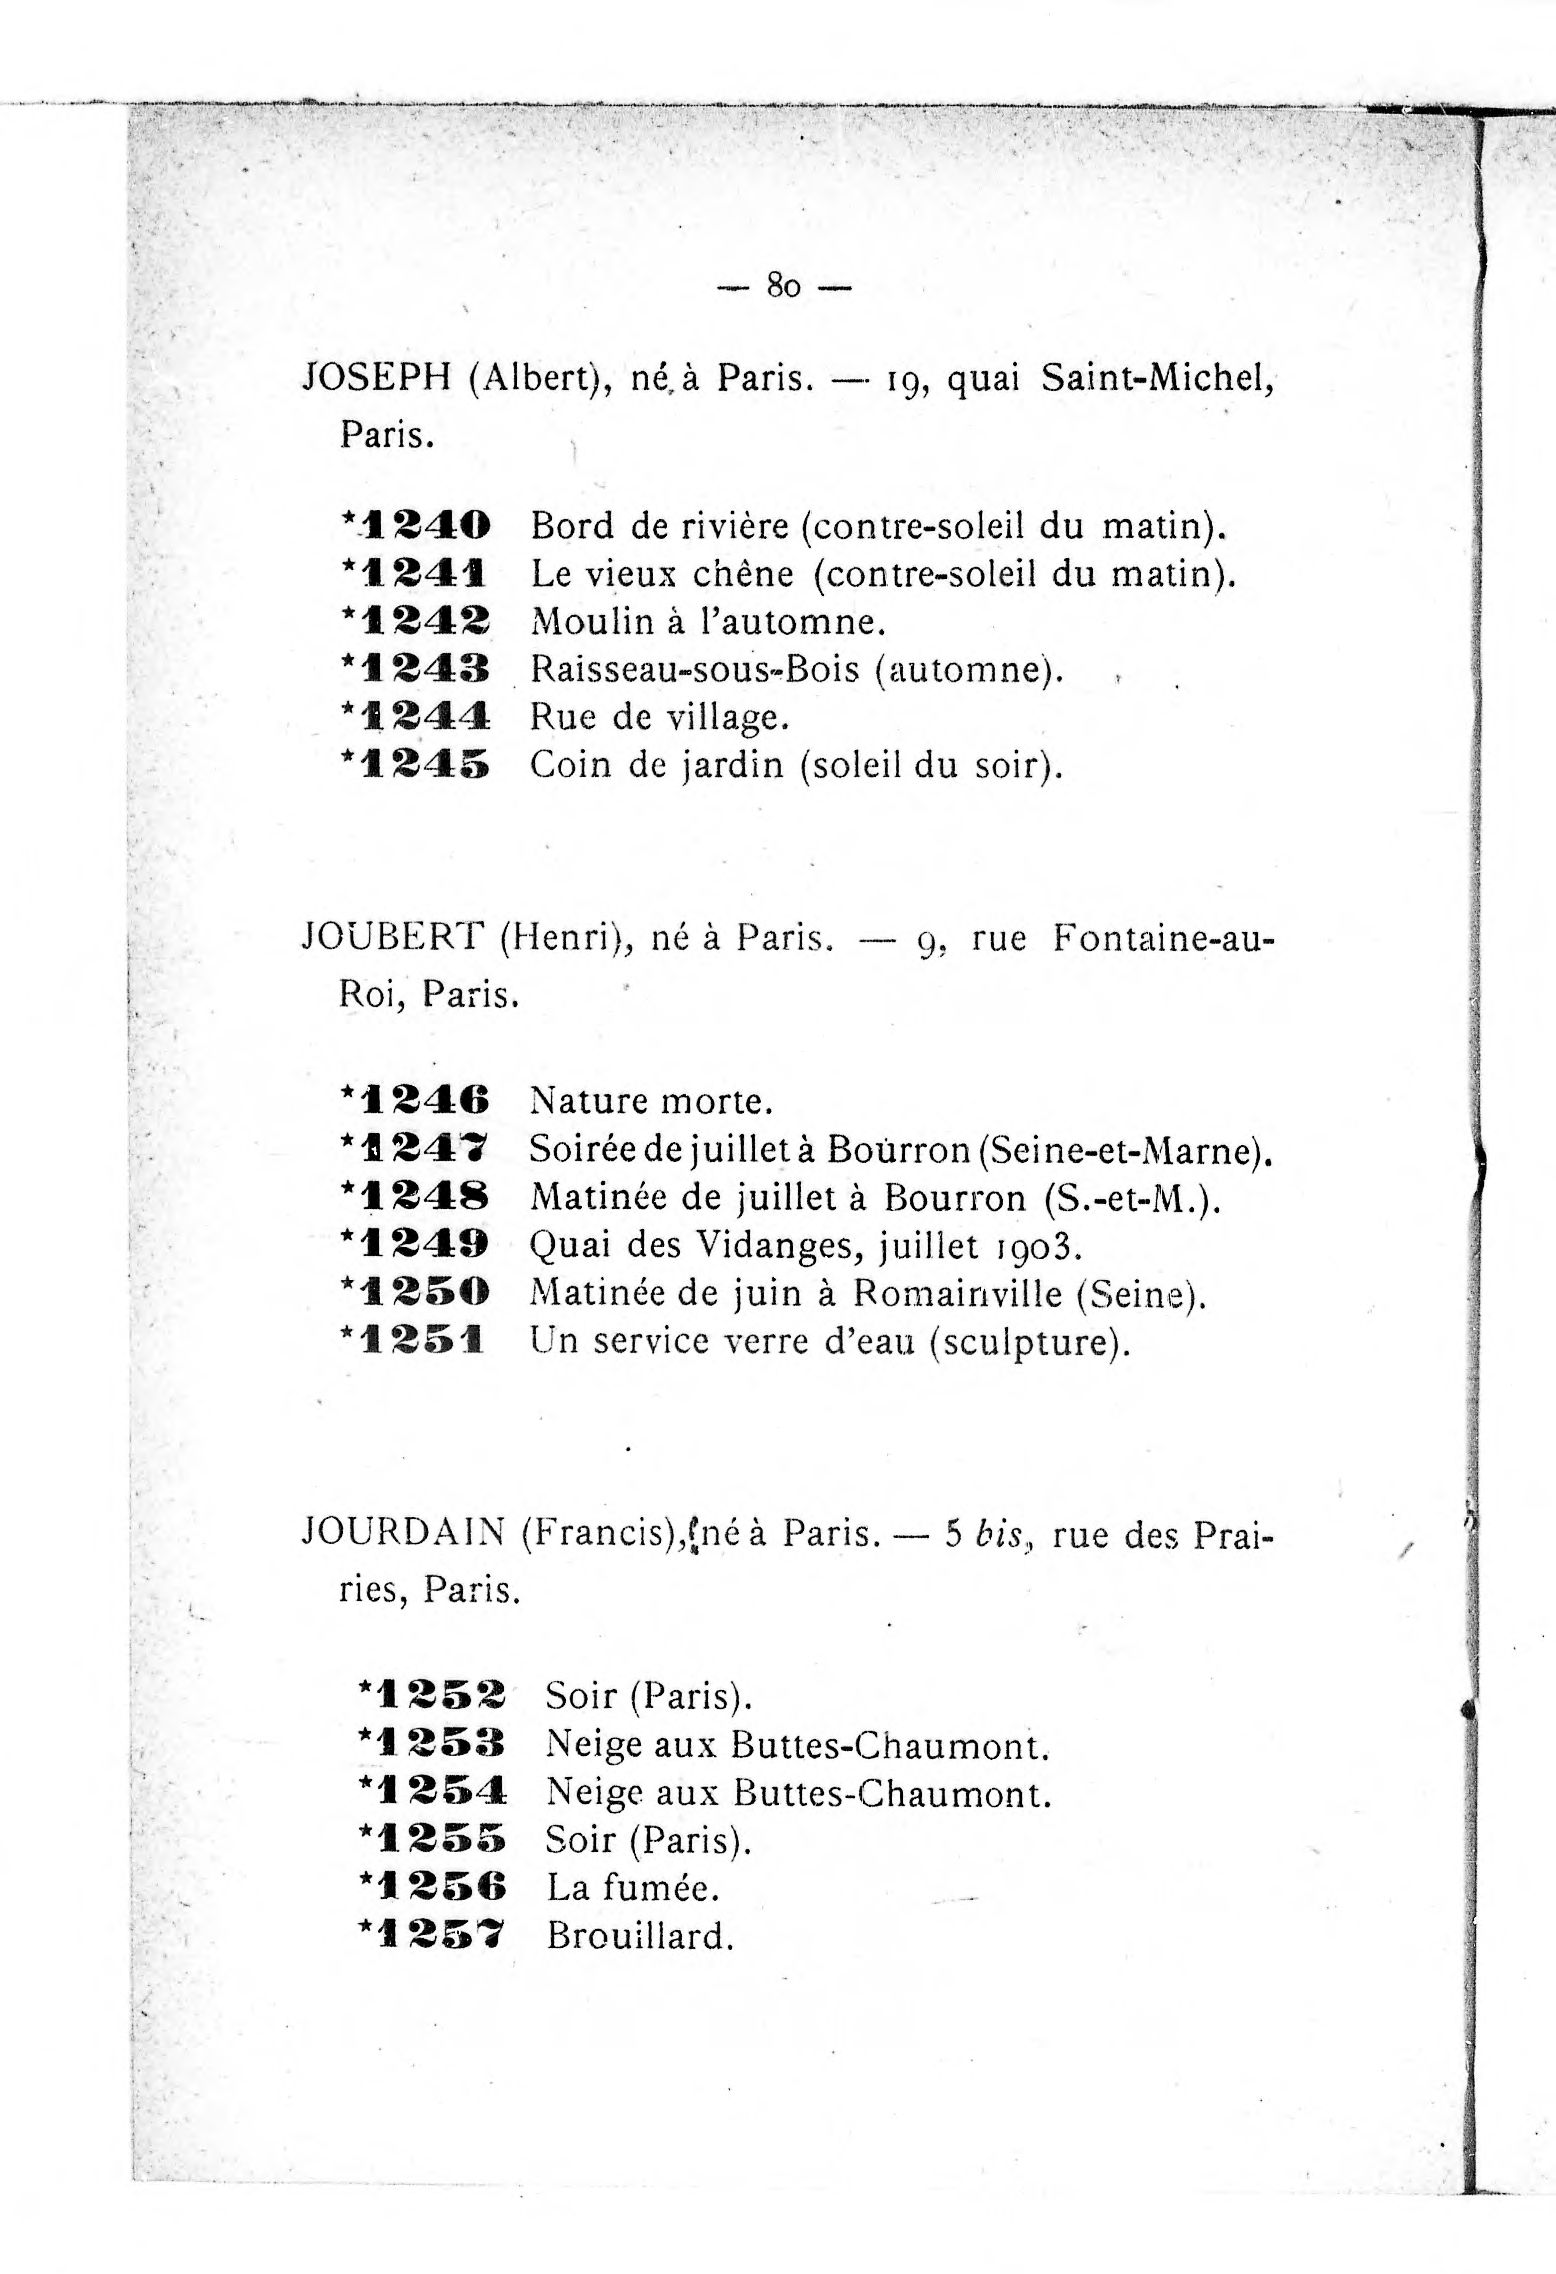 — 80 —
JOSEPH (Albert), né à Paris. — 19, quai Saint-Michel,
Paris.
*1240 Bord de rivière (contre-soleil du matin).
*1241 Le vieux chêne (contre-soleil du matin).
*1242 Moulin à l'automne.
*1243 Raisseau-sous-Bois (automne).
*1244 Rue de village.
*1245 Coin de jardin (soleil du soir).
JOUBERT (Henri), né à Paris. — 9, rue Fontaine-au-
Roi, Paris.
*1246 Nature morte.
*1247 Soirée de juillet à Bourron (Seine-et-Marne).
*1248 Matinée de juillet à Bourron (S.-et-M.).
*1249 Quai des Vidanges, juillet 1903.
*1250 Matinée de juin à Romainville (Seine).
*1251 Un service verre d'eau (sculpture).
JOURDAIN (Francis), né à Paris. — 5 bis, rue des Prai-
ries, Paris.
*1252 Soir (Paris).
*1253 Neige aux Buttes-Chaumont.
*1254 Neige aux Buttes-Chaumont.
*1255 Soir (Paris).
*1256 La fumée.
*1257 Brouillard.